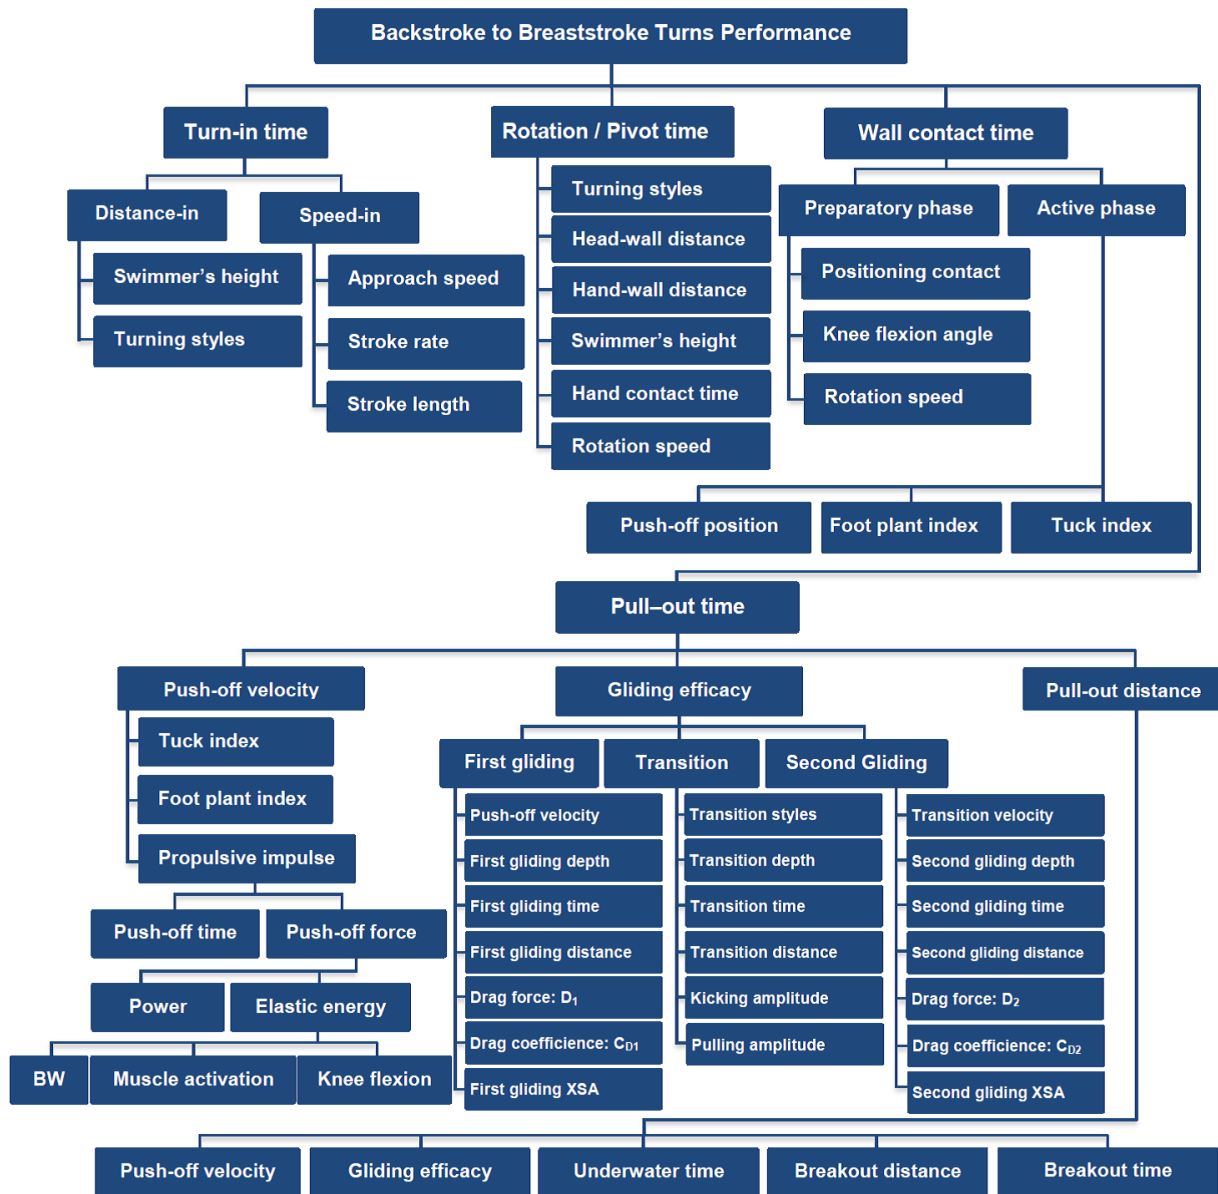 Backstroke to Breaststroke Turns Performance
Turn-in time
Rotation / Pivot time
Wall contact time
Distance-in
Speed-in
Swimmer's height
Turning styles
Approach speed
Stroke rate
Stroke length
Turning styles
Head-wall distance
Hand-wall distance
Swimmer's height
Hand contact time
Rotation speed
Preparatory phase
Active phase
Positioning contact
Knee flexion angle
Rotation speed
Push-off position
Foot plant index
Tuck index
Pull–out time
Push-off velocity
Gliding efficacy
Pull-out distance
Tuck index
Foot plant index
Propulsive impulse
Push-off time
Push-off force
Power
Elastic energy
BW
Muscle activation
Knee flexion
First gliding
Transition
Second Gliding
Push-off velocity
First gliding depth
First gliding time
First gliding distance
Drag force: D1
Drag coefficience: CD1
First gliding XSA
Transition styles
Transition depth
Transition time
Transition distance
Kicking amplitude
Pulling amplitude
Transition velocity
Second gliding depth
Second gliding time
Second gliding distance
Drag force: D2
Drag coefficience: CD2
Second gliding XSA
Push-off velocity
Gliding efficacy
Underwater time
Breakout distance
Breakout time